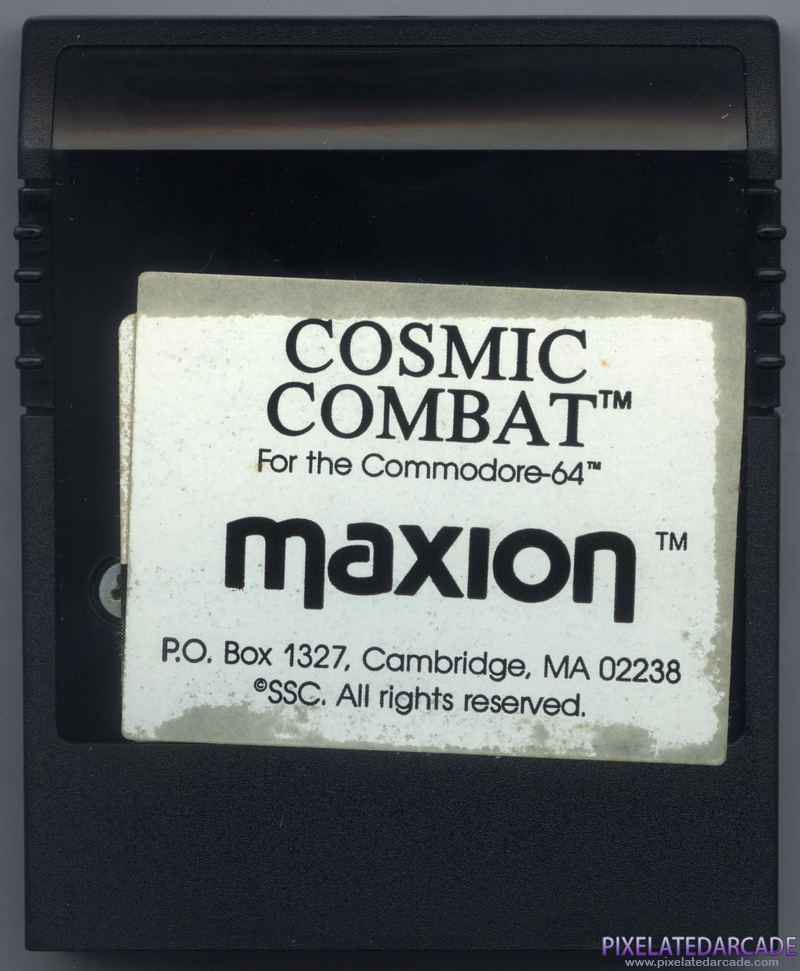 COSMIC
COMBAT™
For the Commodore-64™
maxion™
P.O. Box 1327, Cambridge, MA 02238
©SSC. All rights reserved.
PIXELATEDARCADE
www.pixelatedarcade.com